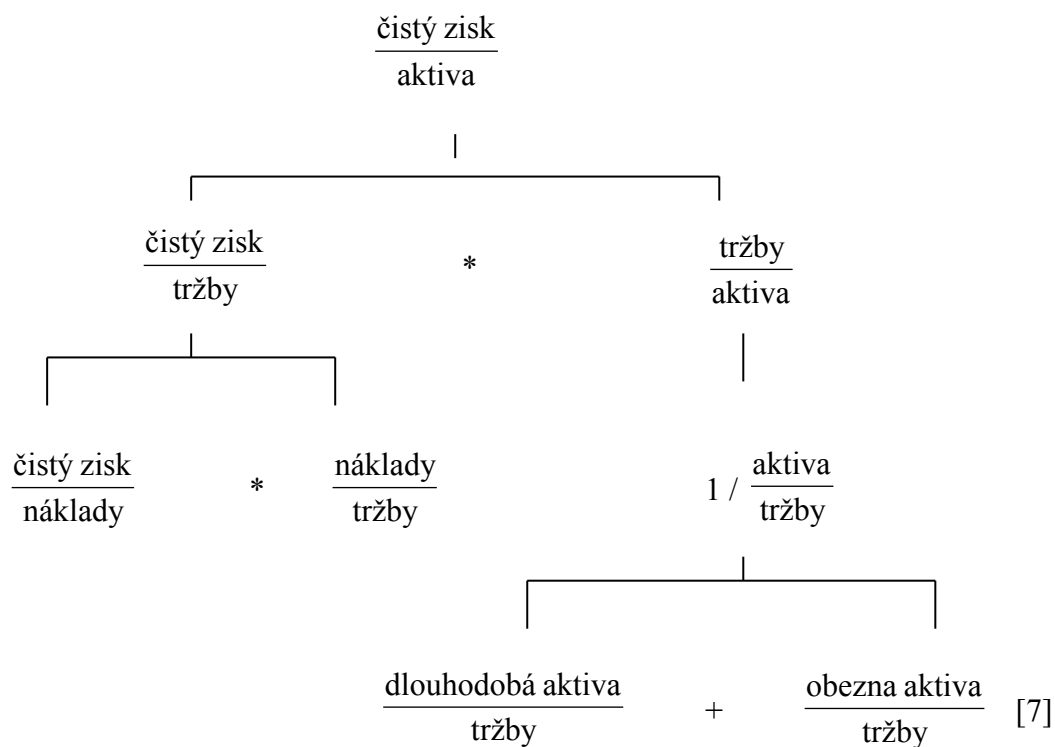 čistý zisk
aktiva
čistý zisk * tržby
tržby aktiva
čistý zisk * náklady 1 / aktiva
náklady tržby tržby
dlouhodobá aktiva + obezna aktiva [7]
tržby tržby